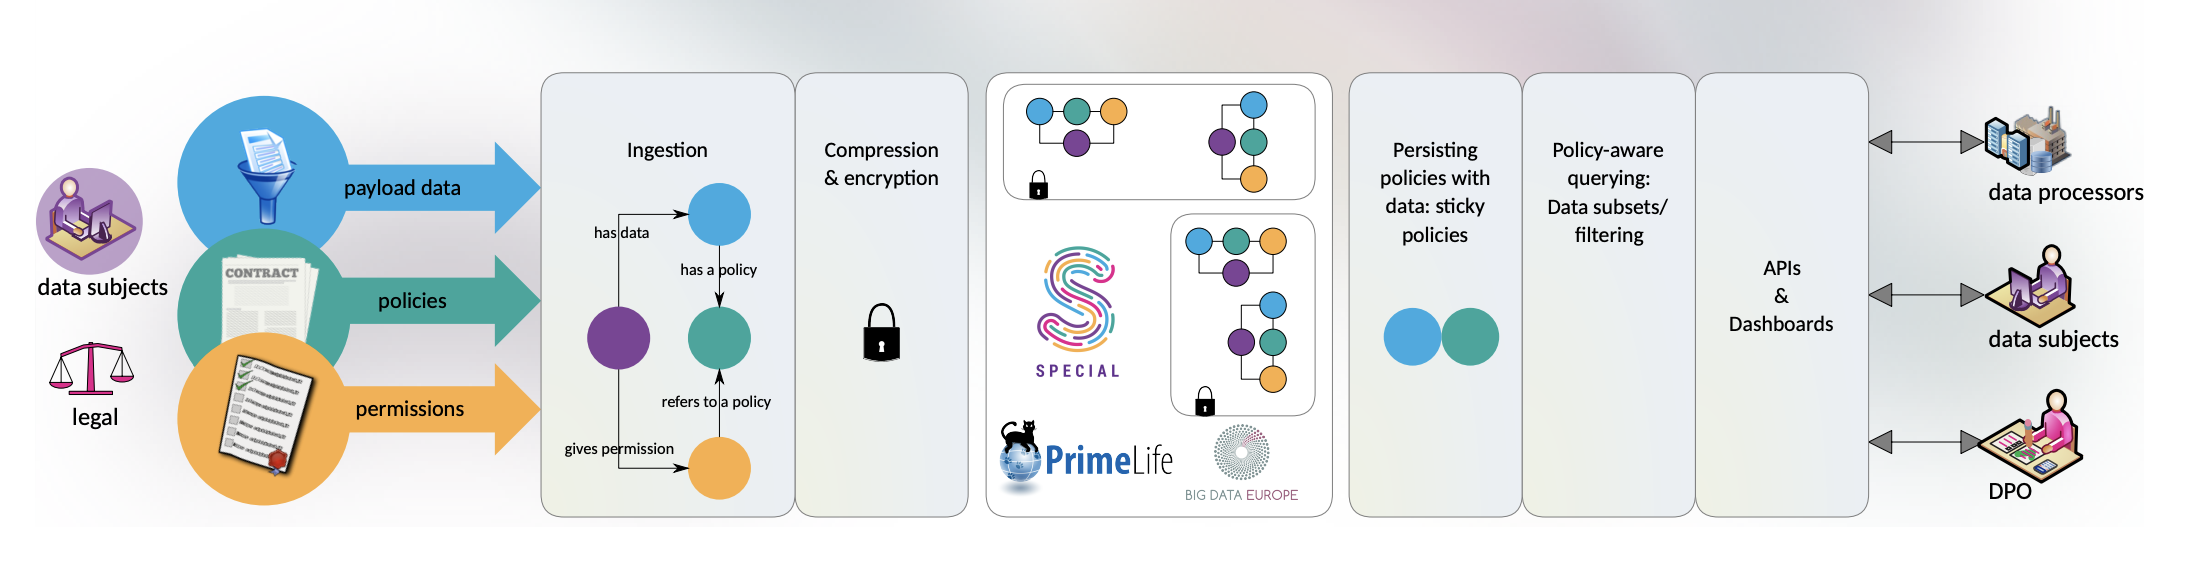 data subjects
legal
payload data
CONTRACT
policies
permissions
Ingestion
has data
has a policy
refers to a policy
gives permission
Compression
& encryption
SPECIAL
PrimeLife
BIG DATA EUROPE
Persisting
policies with
data: sticky
policies
Policy-aware
querying:
Data subsets/
filtering
APIs
&
Dashboards
data processors
data subjects
DPO